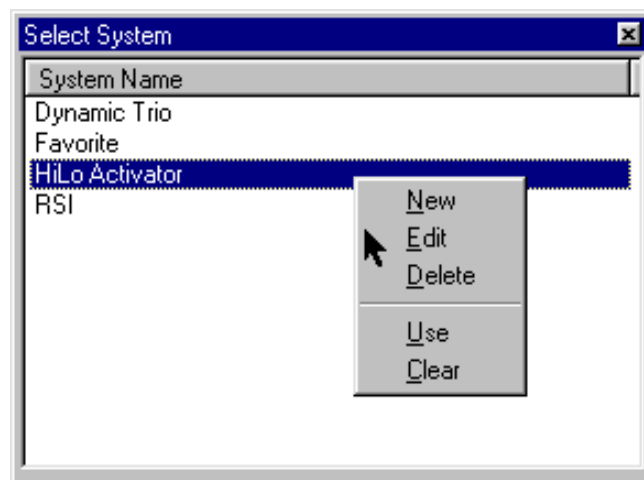 Select System
System Name
Dynamic Trio
Favorite
HiLo Activator
RSI
New
Edit
Delete
Use
Clear